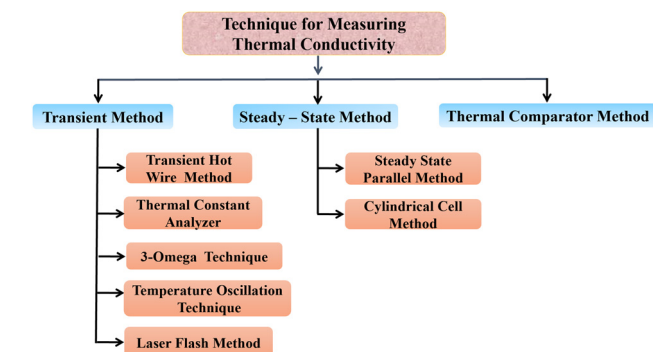 Technique for Measuring
Thermal Conductivity
Transient Method
Steady – State Method
Thermal Comparator Method
Transient Hot
Wire Method
Thermal Constant
Analyzer
3-Omega Technique
Temperature Oscillation
Technique
Laser Flash Method
Steady State
Parallel Method
Cylindrical Cell
Method